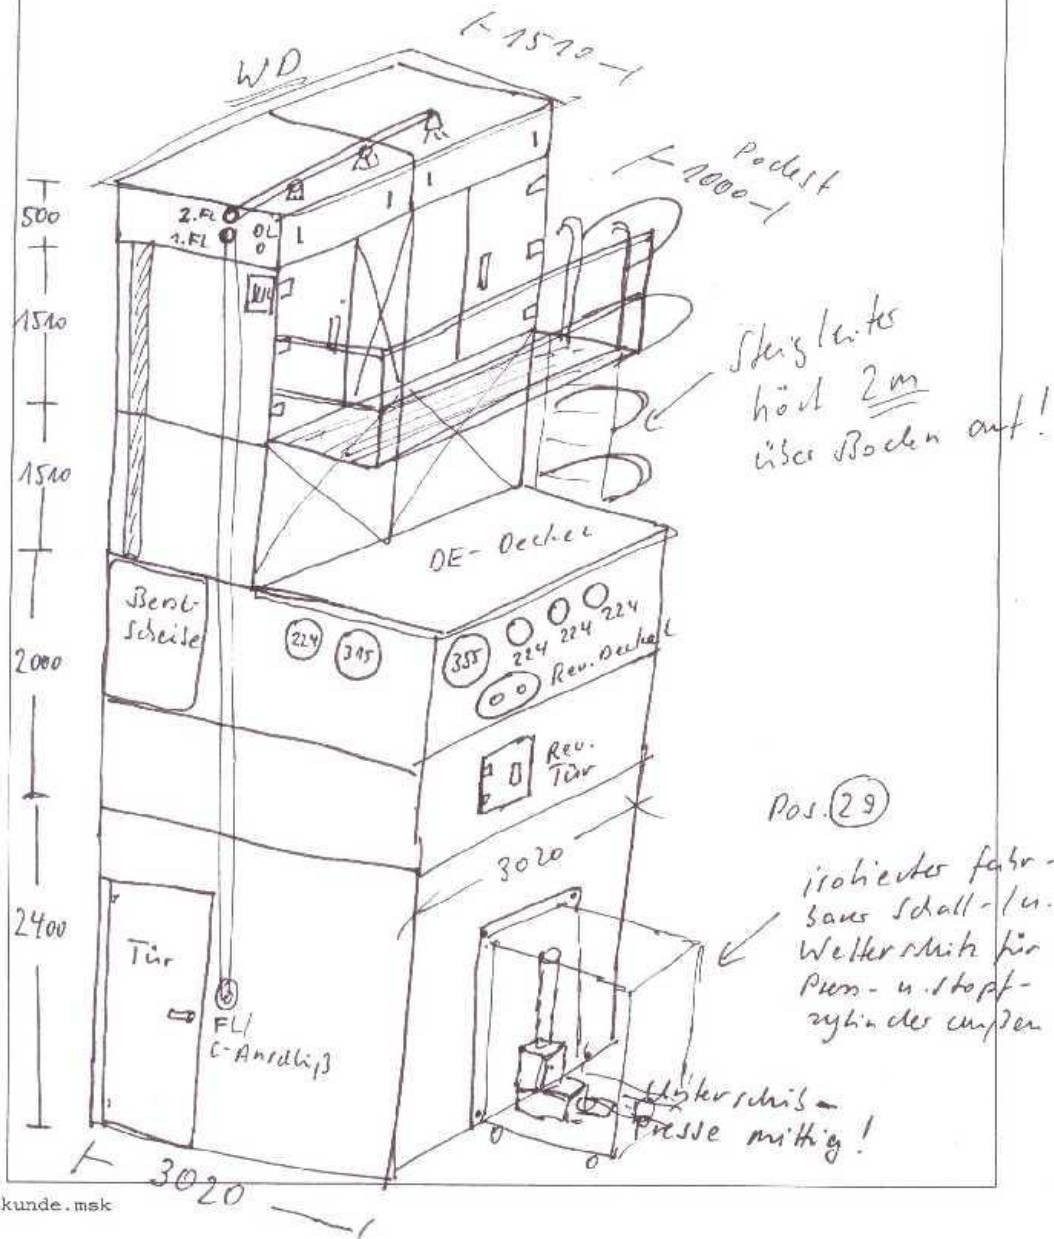 1510
WD
Podest
1000
500
2.FL
1.FL
1510
Steigleiter
hört 2m
über Boden auf!
1510
DE-Decken
Berst-
scheibe
224
315
355
224
224
224
Rev. Deckel
2000
Rev.
Tür
Pos. 29
3020
isolierter fahr-
barer Schall- /u.
Wetterschutz für
Press- u. Stopf-
zylinder außen
2400
Tür
FL/
C-Anschluß
Unterschub-
presse mittig!
3020
kunde.msk